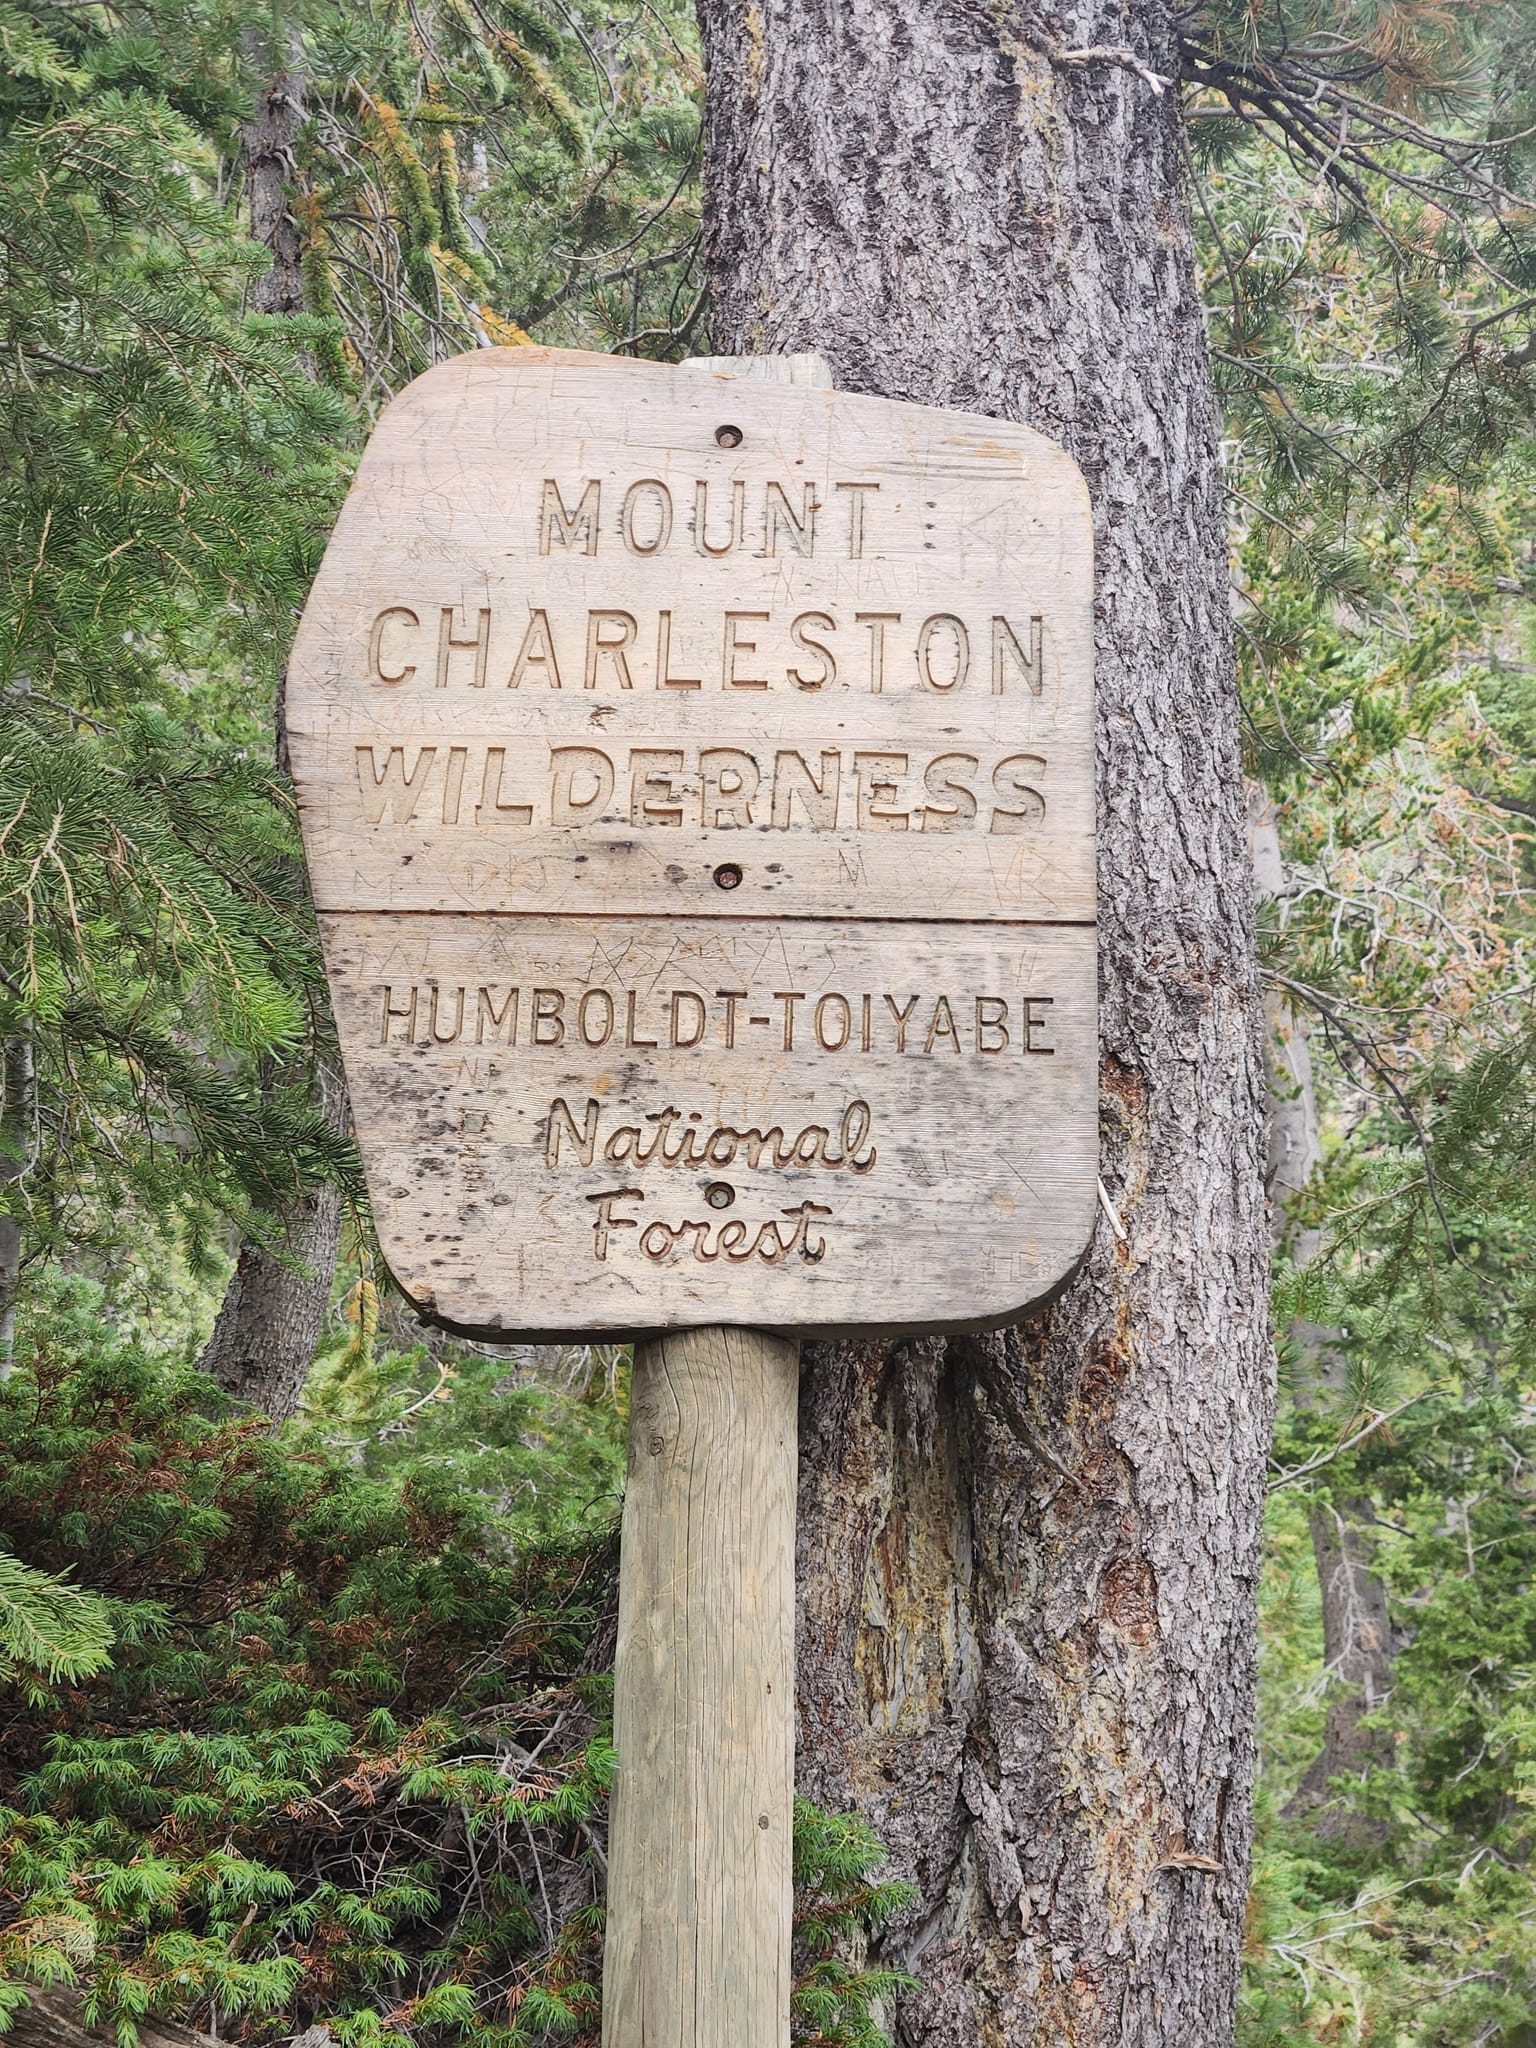 MOUNT
CHARLESTON
WILDERNESS
HUMBOLDT-TOIYABE
National
Forest